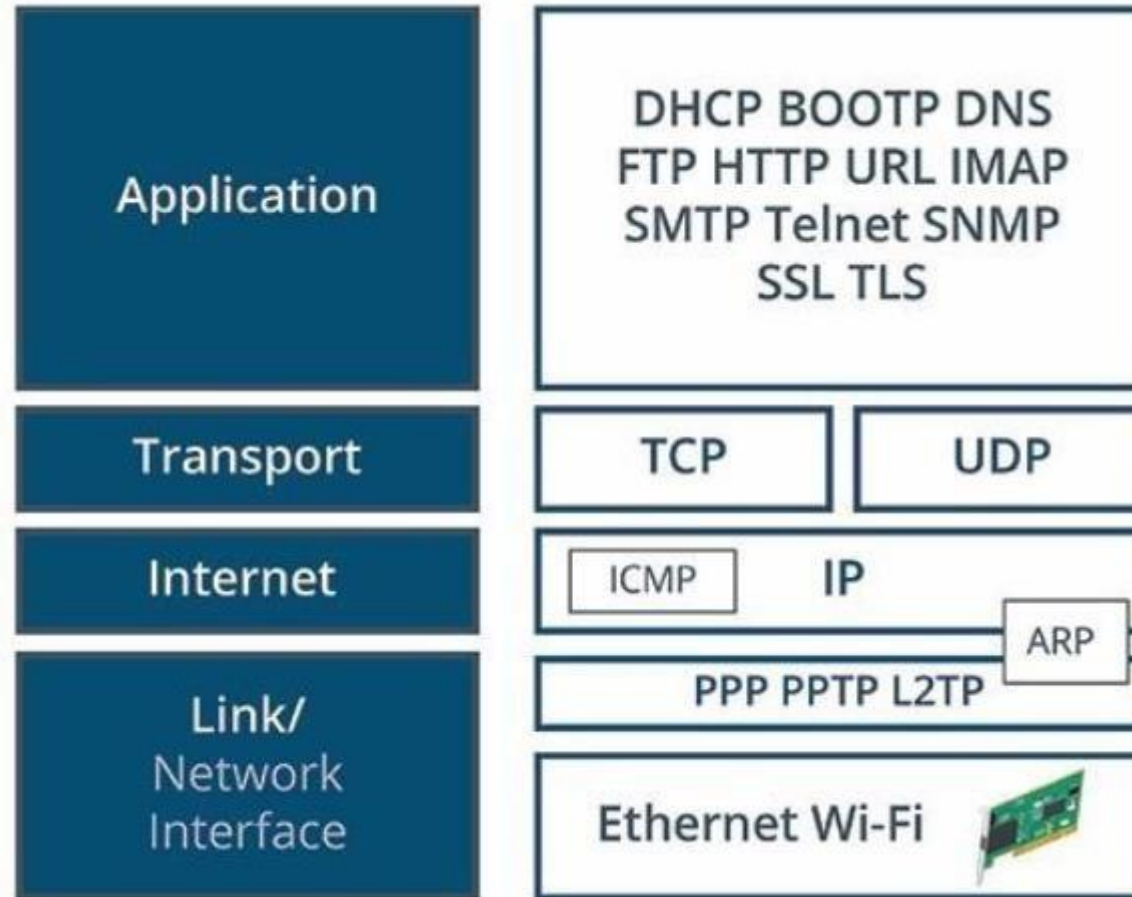 Application
DHCP BOOTP DNS
FTP HTTP URL IMAP
SMTP Telnet SNMP
SSL TLS
Transport
TCP
UDP
Internet
ICMP
IP
ARP
Link/
Network
Interface
PPP PPTP L2TP
Ethernet Wi-Fi